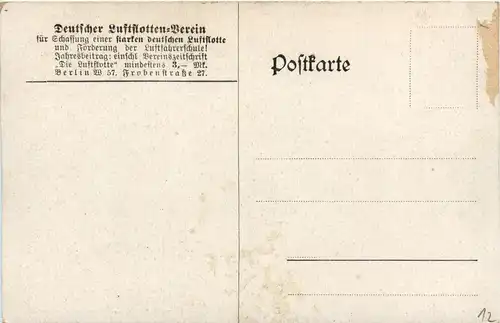 Deutscher Luftflotten-Verein
für Schaffung einer starken deutschen Luftflotte
und Förderung der Luftfahrerschule!
Jahresbeitrag: einschl Vereinszeitschrift
„Die Luftflotte“ mindestens 3,— Mk.
Berlin W 57, Frobenstraße 27.
Postkarte
12